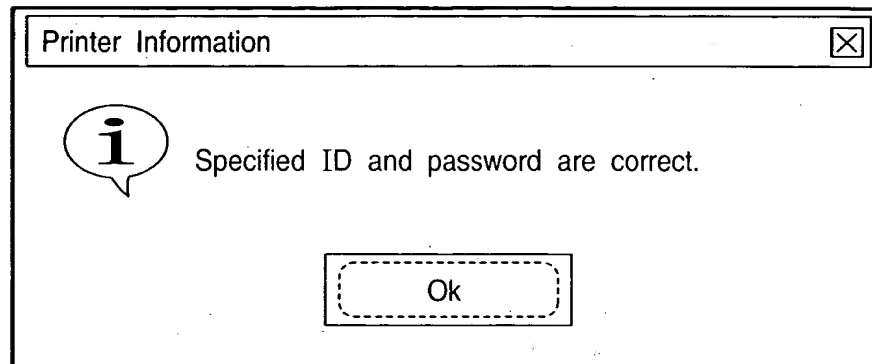 Printer Information
i
Specified ID and password are correct.
Ok